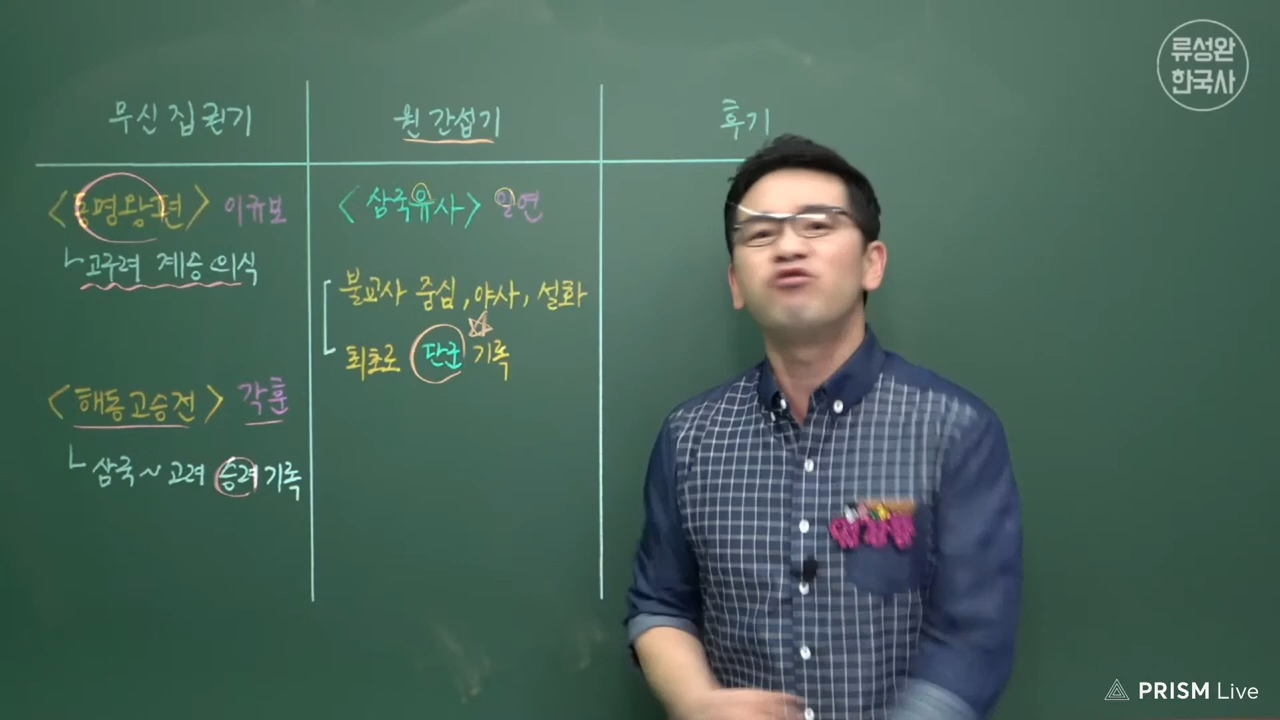 류성완
한국사
무신 집권기
원 간섭기
후기
<동명왕편> 이규보
└ 고구려 계승 의식
<해동고승전> 각훈
└ 삼국 ~ 고려 승려 기록
<삼국유사> 일연
불교사 중심, 야사, 설화
최초로 단군 기록
PRISM Live